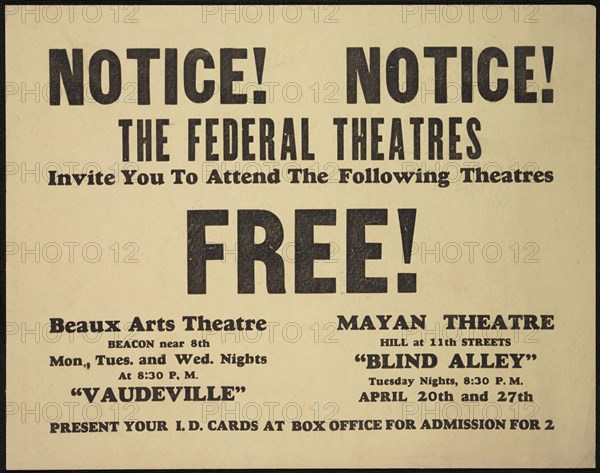 NOTICE! NOTICE!
THE FEDERAL THEATRES
Invite You To Attend The Following Theatres
FREE!
Beaux Arts Theatre
BEACON near 8th
Mon., Tues. and Wed. Nights
At 8:30 P. M.
"VAUDEVILLE"
MAYAN THEATRE
HILL at 11th STREETS
"BLIND ALLEY"
Tuesday Nights, 8:30 P. M.
APRIL 20th and 27th
PRESENT YOUR I. D. CARDS AT BOX OFFICE FOR ADMISSION FOR 2
PHOTO 12